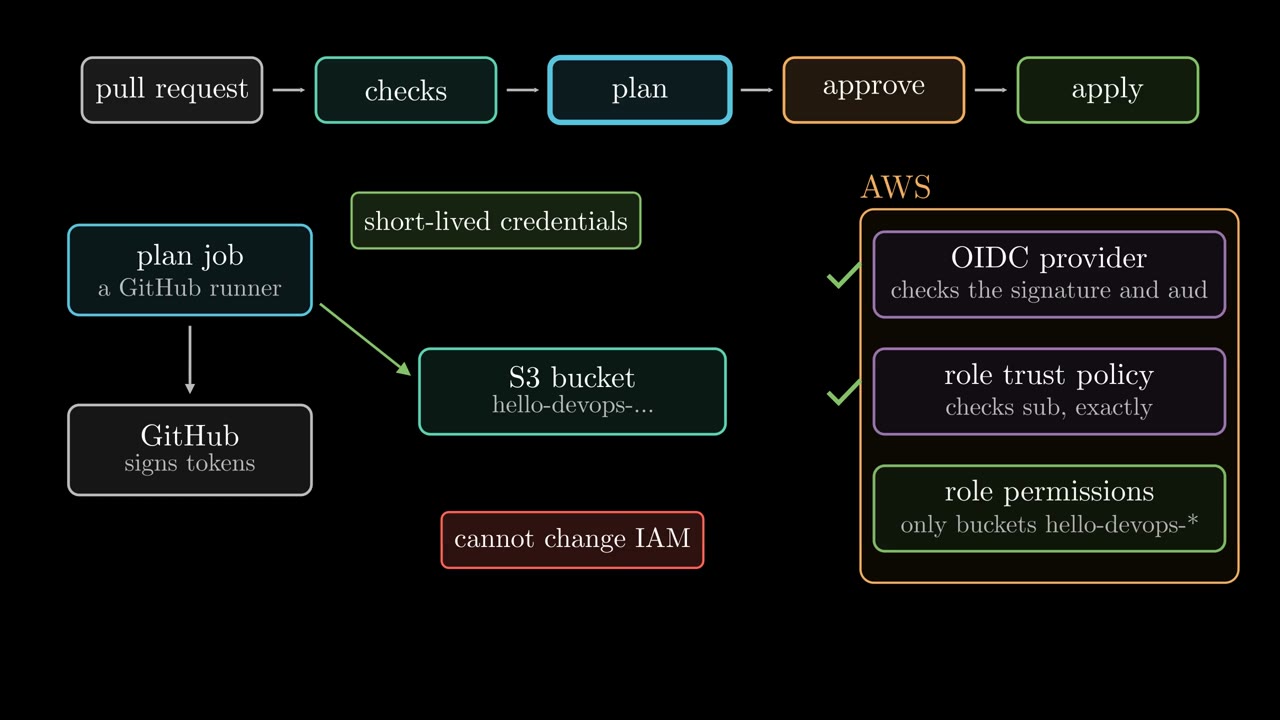 pull request
checks
plan
approve
apply
AWS
short-lived credentials
plan job
a GitHub runner
OIDC provider
checks the signature and aud
S3 bucket
hello-devops-...
role trust policy
checks sub, exactly
GitHub
signs tokens
role permissions
only buckets hello-devops-*
cannot change IAM